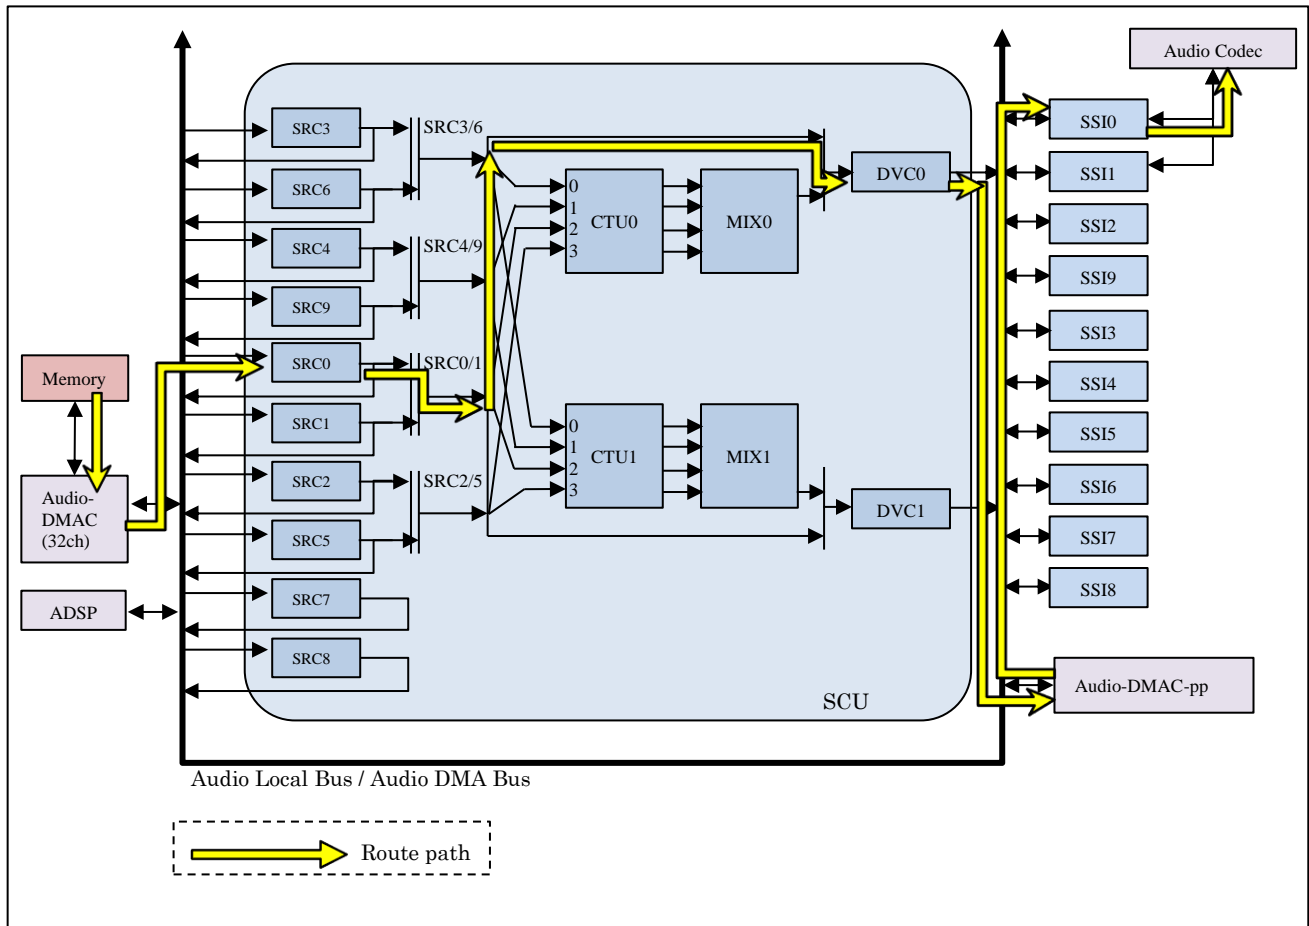 Audio Codec
SRC3
SRC3/6
SSI0
SRC6
DVC0
SSI1
0
1
2
3
CTU0
MIX0
SSI2
SRC4
SRC4/9
SSI9
SRC9
SSI3
Memory
SRC0
SRC0/1
SSI4
SRC1
0
1
2
3
CTU1
MIX1
SSI5
SRC2
SRC2/5
SSI6
Audio-
DMAC
(32ch)
DVC1
SRC5
SSI7
SSI8
ADSP
SRC7
SRC8
Audio-DMAC-pp
SCU
Audio Local Bus / Audio DMA Bus
Route path